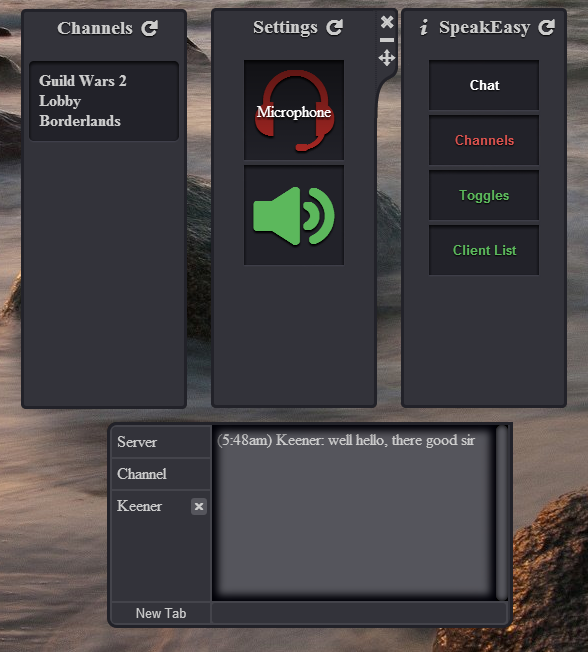 Channels
Guild Wars 2
Lobby
Borderlands
Settings
Microphone
i SpeakEasy
Chat
Channels
Toggles
Client List
Server
Channel
Keener
New Tab
(5:48am) Keener: well hello, there good sir